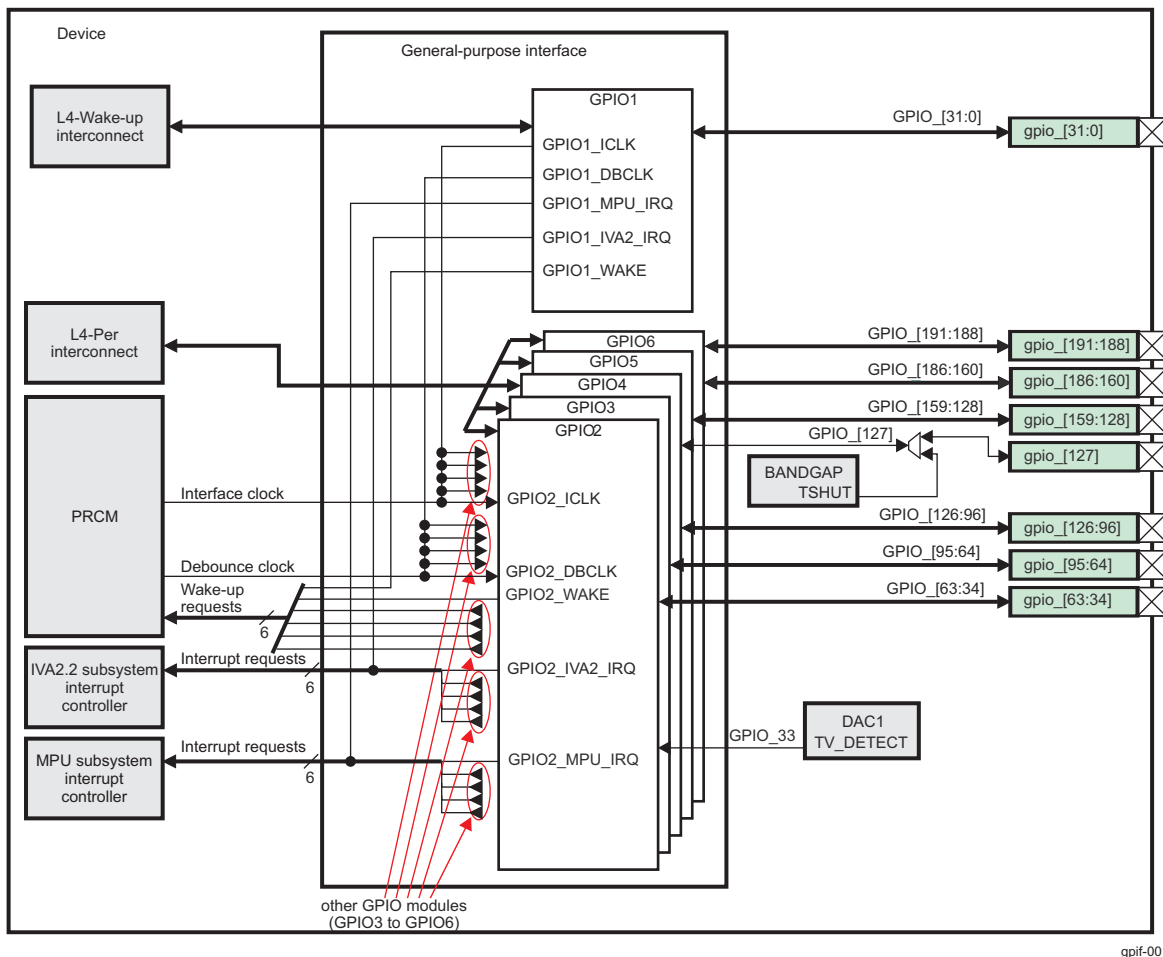 Device
General-purpose interface
L4-Wake-up
interconnect
GPIO1
GPIO1_ICLK
GPIO1_DBCLK
GPIO1_MPU_IRQ
GPIO1_IVA2_IRQ
GPIO1_WAKE
GPIO_[31:0]
gpio_[31:0]
L4-Per
interconnect
GPIO6
GPIO5
GPIO4
GPIO3
GPIO2
GPIO_[191:188]
gpio_[191:188]
GPIO_[186:160]
gpio_[186:160]
GPIO_[159:128]
gpio_[159:128]
GPIO_[127]
gpio_[127]
BANDGAP
TSHUT
PRCM
Interface clock
GPIO2_ICLK
GPIO_[126:96]
gpio_[126:96]
Debounce clock
GPIO2_DBCLK
GPIO_[95:64]
gpio_[95:64]
Wake-up
requests
6
GPIO2_WAKE
GPIO_[63:34]
gpio_[63:34]
IVA2.2 subsystem
interrupt
controller
Interrupt requests
6
GPIO2_IVA2_IRQ
MPU subsystem
interrupt
controller
Interrupt requests
6
GPIO2_MPU_IRQ
GPIO_33
DAC1
TV_DETECT
other GPIO modules
(GPIO3 to GPIO6)
gpif-00